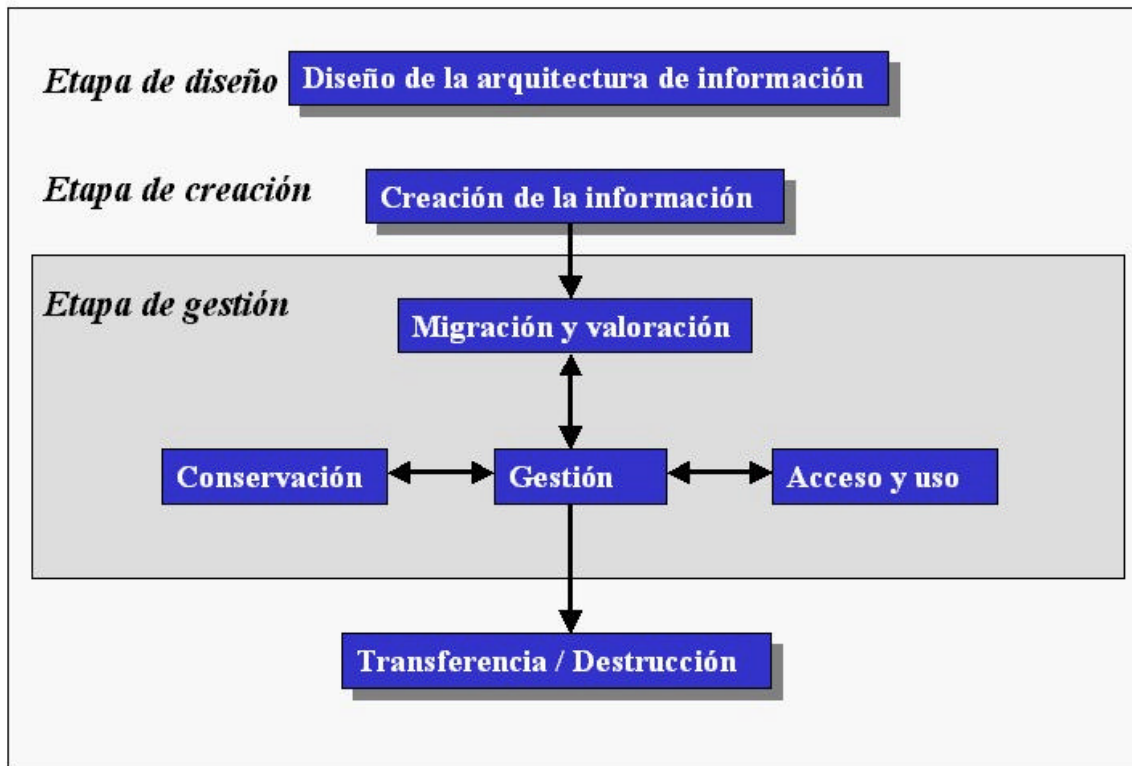 Etapa de diseño
Diseño de la arquitectura de información
Etapa de creación
Creación de la información
Etapa de gestión
Migración y valoración
Conservación
Gestión
Acceso y uso
Transferencia / Destrucción